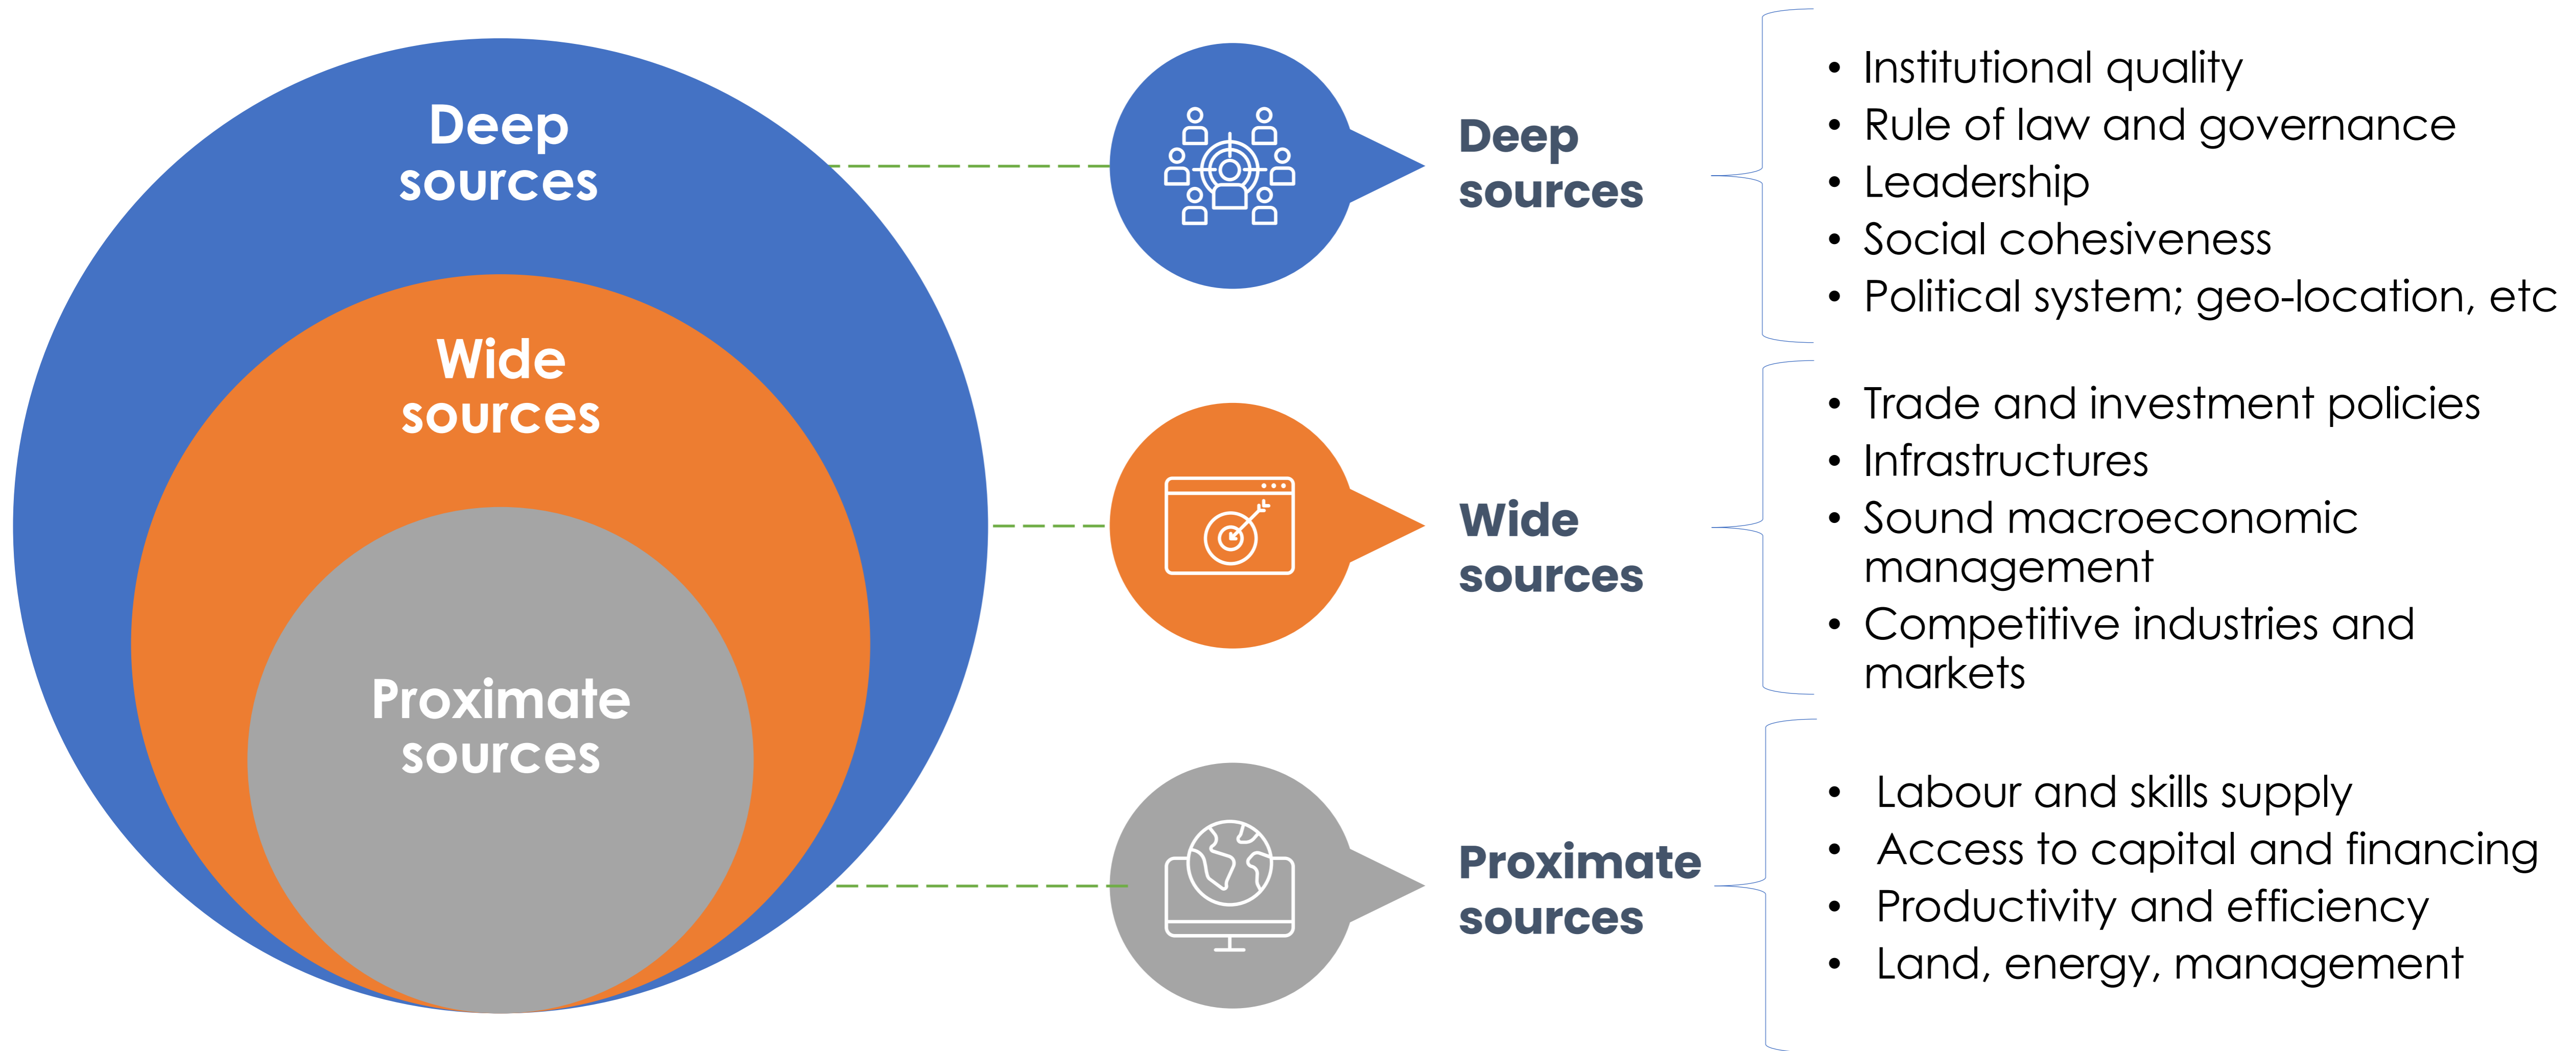 Deep
sources
Wide
sources
Proximate
sources
Deep
sources
• Institutional quality
• Rule of law and governance
• Leadership
• Social cohesiveness
• Political system; geo-location, etc
Wide
sources
• Trade and investment policies
• Infrastructures
• Sound macroeconomic
management
• Competitive industries and
markets
Proximate
sources
• Labour and skills supply
• Access to capital and financing
• Productivity and efficiency
• Land, energy, management